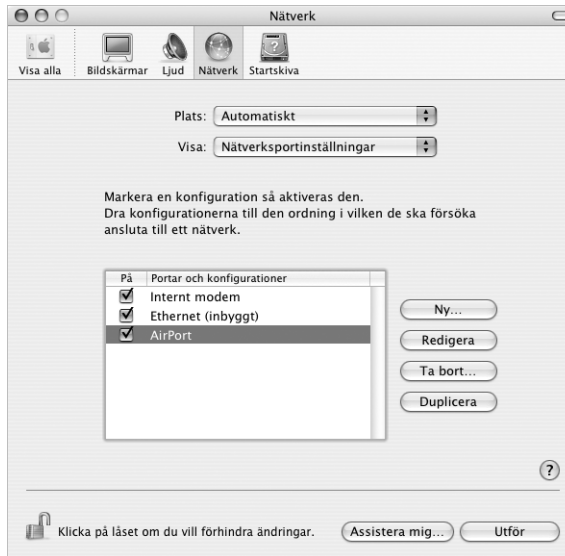 Nätverk
Visa alla Bildskärmar Ljud Nätverk Startskiva
Plats: Automatiskt
Visa: Nätverksportinställningar
Markera en konfiguration så aktiveras den.
Dra konfigurationerna till den ordning i vilken de ska försöka
ansluta till ett nätverk.
På Portar och konfigurationer
Internt modem
Ethernet (inbyggt)
AirPort
Ny...
Redigera
Ta bort...
Duplicera
?
Klicka på låset om du vill förhindra ändringar. Assistera mig... Utför